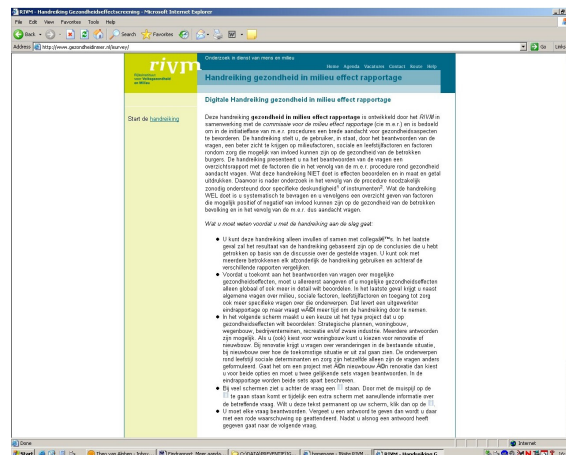 RIVM - Handreiking Gezondheidseffectscreening - Microsoft Internet Explorer
File Edit View Favorites Tools Help
Back Search Favorites
Address http://www.gezondheidinmer.nl/survey/ Go Links
Onderzoek in dienst van mens en milieu
rivm
Home Agenda Vacatures Contact Keuze Help
Rijksinstituut
voor Volksgezondheid
en Milieu
Handreiking gezondheid in milieu effect rapportage
Digitale Handreiking gezondheid in milieu effect rapportage
Start de handreiking
Deze handreiking gezondheid in milieu effect rapportage is ontwikkeld door het RIVM in
samenwerking met de commissie voor de milieu effect rapportage (cie m.e.r.) en is bedoeld
om in de initiatieffase van m.e.r. procedures een brede aandacht voor gezondheidsaspecten
te bevorderen. De handreiking stelt u, de gebruiker, in staat, door het beantwoorden van de
vragen, een beter zicht te krijgen op milieufactoren, sociale en leefstijlfactoren en factoren
rondom zorg die mogelijk van invloed kunnen zijn op de gezondheid van de betrokken
burgers. De handreiking presenteert u na het beantwoorden van de vragen een
overzichtsrapport met de factoren die in het vervolg van de m.e.r. procedure rond gezondheid
aandacht vragen. Wat deze handreiking NIET doet is effecten beoordelen en in maat en getal
uitdrukken. Daarvoor is nader onderzoek in het vervolg van de procedure noodzakelijk
zonodig ondersteund door specifieke deskundigheid1 of instrumenten2. Wat de handreiking
WEL doet is u systematisch te bevragen en u vervolgens een overzicht geven van factoren
die mogelijk positief of negatief van invloed kunnen zijn op de gezondheid van de betrokken
bevolking en in het vervolg van de m.e.r. dus aandacht vragen.
Wat u moet weten voordat u met de handreiking aan de slag gaat:
U kunt deze handreiking alleen invullen of samen met collegaâ€™s. In het laatste
geval zal het resultaat van de handreiking gebaseerd zijn op de conclusies die u hebt
getrokken op basis van de discussie over de gestelde vragen. U kunt ook met
meerdere betrokkenen elk afzonderlijk de handreiking gebruiken en achteraf de
verschillende rapporten vergelijken.
Voordat u toekomt aan het beantwoorden van vragen over mogelijke
gezondheidseffecten, moet u allereerst aangeven of u mogelijke gezondheidseffecten
alleen globaal of ook meer in detail wilt beoordelen. In het laatste geval krijgt u naast
algemene vragen over milieu, sociale factoren, leefstijlfactoren en toegang tot zorg
ook meer specifieke vragen over die onderwerpen. Dat levert een uitgewerkter
eindrapportage op maar vraagt wÃ©l meer tijd om de handreiking door te nemen.
In het volgende scherm maakt u een keuze uit het type project dat u op
gezondheidseffecten wilt beoordelen: Strategische plannen, woningbouw,
wegenbouw, bedrijventerreinen, recreatie en/of zware industrie. Meerdere antwoorden
zijn mogelijk. Als u (ook) kiest voor woningbouw kunt u kiezen voor renovatie of
nieuwbouw. Bij renovatie krijgt u vragen over veranderingen in de bestaande situatie,
bij nieuwbouw over hoe de toekomstige situatie er uit zal gaan zien. De onderwerpen
rond leefstijl sociale determinanten en zorg zijn hetzelfde alleen zijn de vragen anders
geformuleerd. Gaat het om een project met Ã©n nieuwbouw Ã©n renovatie dan kiest
u voor beide opties en moet u twee gelijkende sets vragen beantwoorden. In de
eindrapportage worden beide sets apart beschreven.
Bij veel schermen ziet u achter de vraag een staan. Door met de muispijl op de
te gaan staan komt er tijdelijk een extra scherm met aanvullende informatie over
de betreffende vraag. Wilt u deze tekst permanent op uw scherm, klik dan op de
U moet elke vraag beantwoorden. Vergeet u een antwoord te geven dan wordt u daar
met een rode waarschuwing op geattendeerd. Nadat u alsnog een antwoord heeft
gegeven gaat naar de volgende vraag.
Done Internet
Start